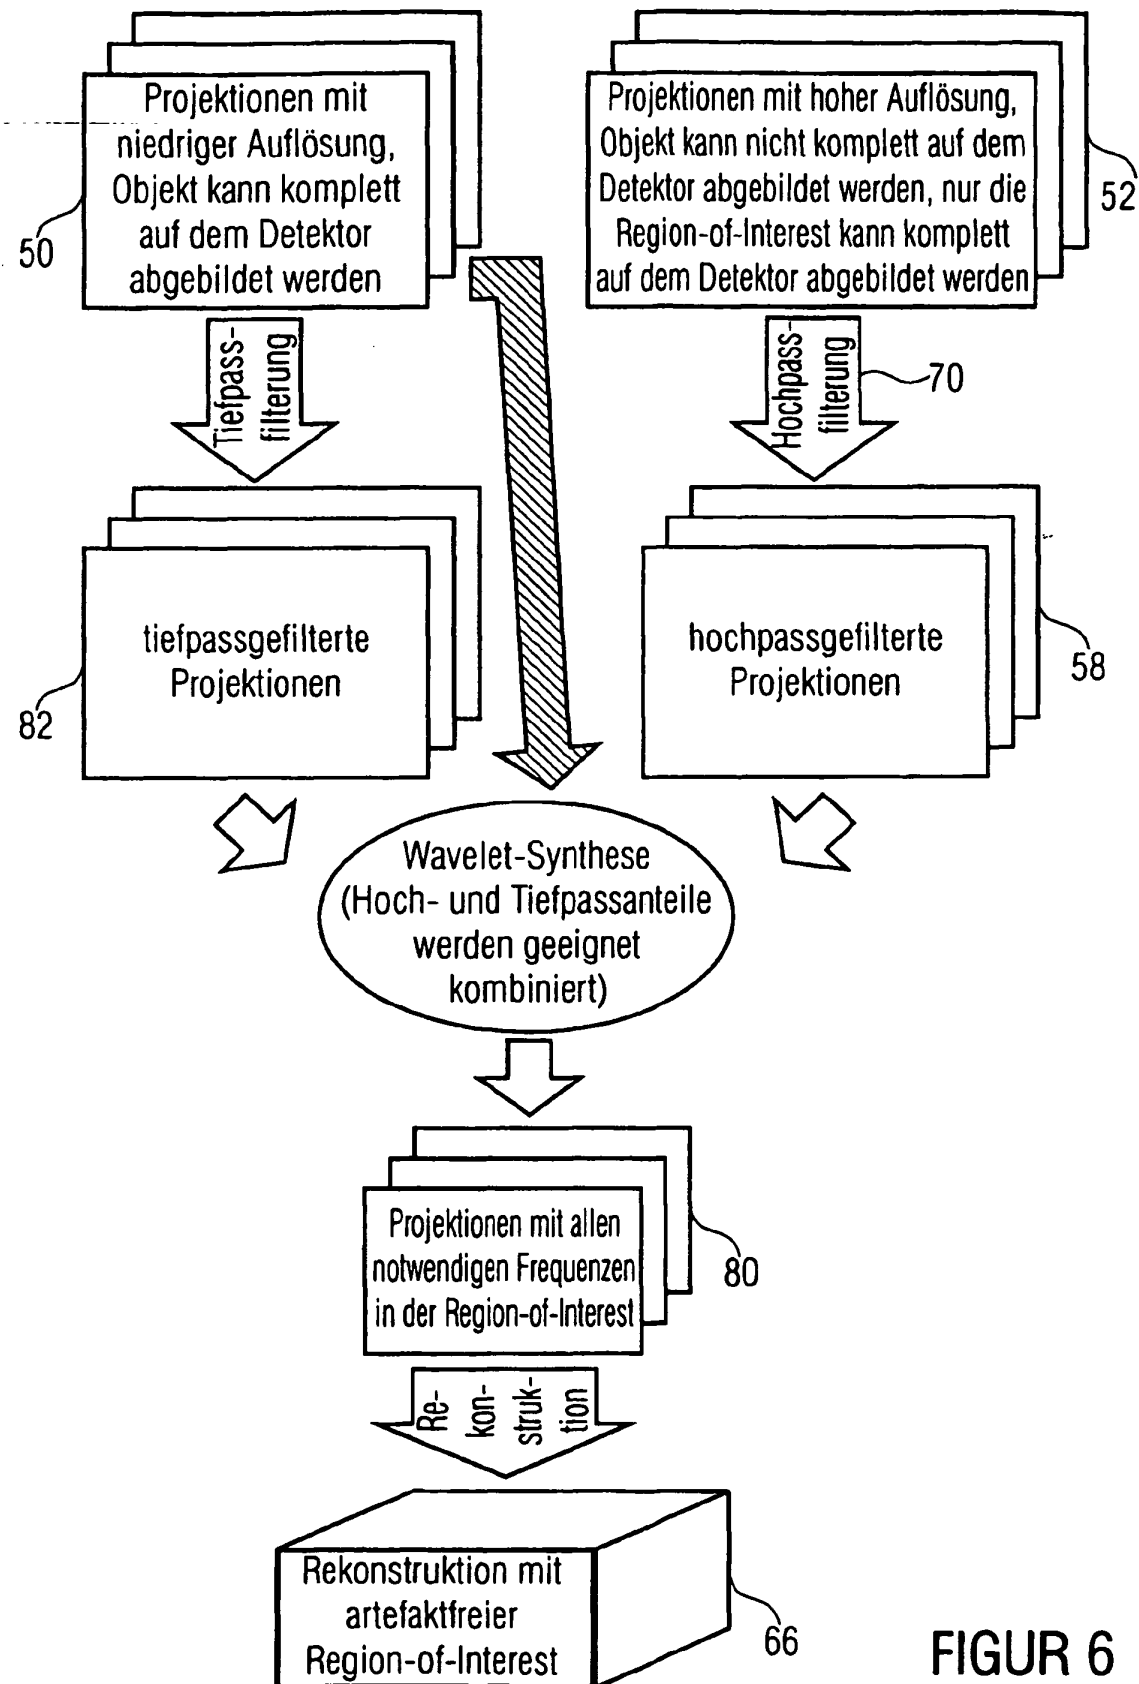 Projektionen mit
niedriger Auflösung,
Objekt kann komplett
auf dem Detektor
abgebildet werden
50
Projektionen mit hoher Auflösung,
Objekt kann nicht komplett auf dem
Detektor abgebildet werden, nur die
Region-of-Interest kann komplett
auf dem Detektor abgebildet werden
52
Tiefpass-
filterung
Hochpass-
filterung
70
tiefpassgefilterte
Projektionen
82
hochpassgefilterte
Projektionen
58
Wavelet-Synthese
(Hoch- und Tiefpassanteile
werden geeignet
kombiniert)
Projektionen mit allen
notwendigen Frequenzen
in der Region-of-Interest
80
Re-
kon-
struk-
tion
Rekonstruktion mit
artefaktfreier
Region-of-Interest
66
FIGUR 6